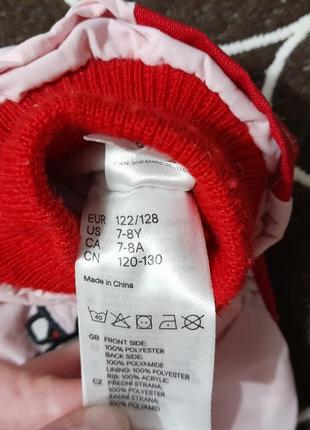 EUR 122/128
US 7-8Y
CA 7-8A
CN 120-130
Made in China
40
GB FRONT SIDE:
100% POLYESTER
BACK SIDE:
100% POLYAMIDE
LINING: 100% POLYESTER
RIB: 100% ACRYLIC
CZ PŘEDNÍ STRANA:
100% POLYESTER
ZADNÍ STRANA:
100% POLYAMID